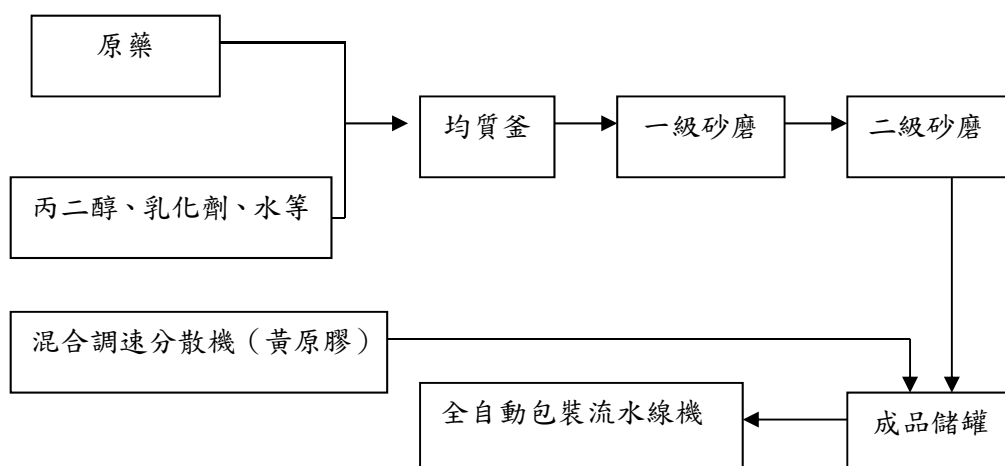 原藥
均質釜
一級砂磨
二級砂磨
丙二醇、乳化劑、水等
混合調速分散機（黃原膠）
全自動包裝流水線機
成品儲罐